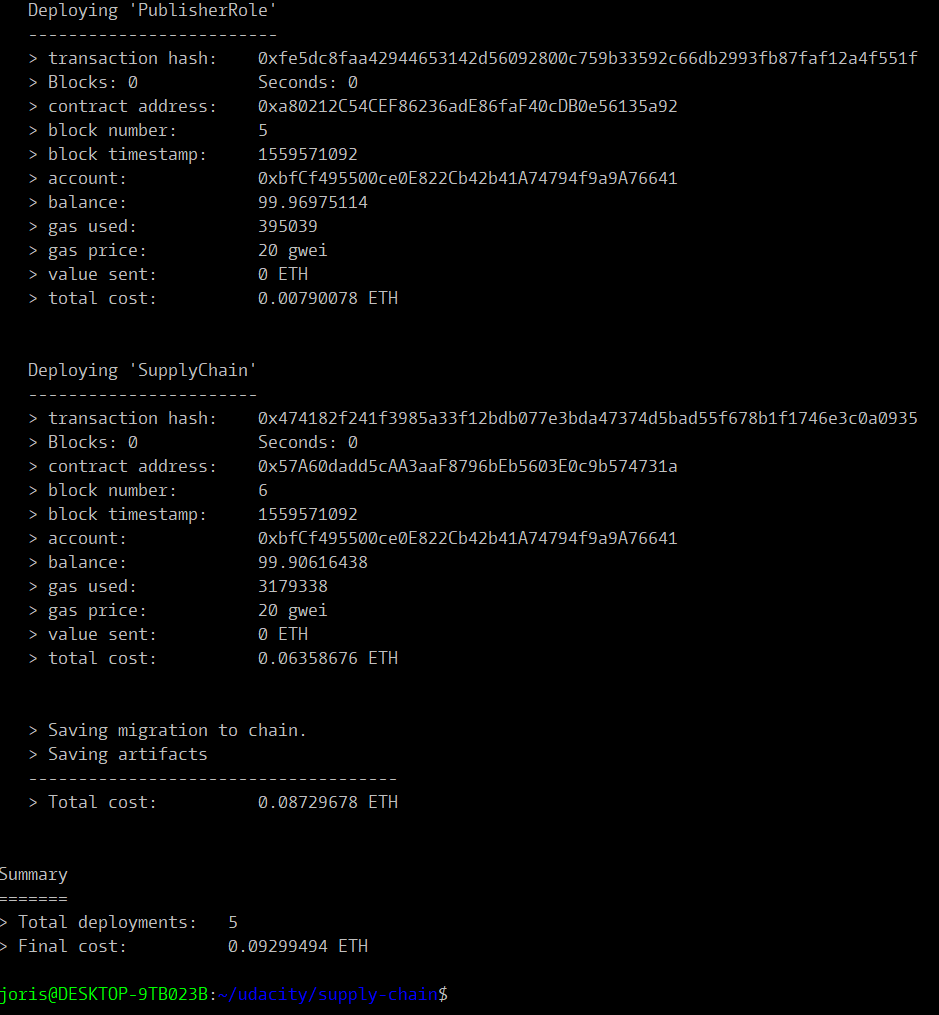 Deploying 'PublisherRole'
-------------------------
> transaction hash:    0xfe5dc8faa42944653142d56092800c759b33592c66db2993fb87faf12a4f551f
> Blocks: 0            Seconds: 0
> contract address:    0xa80212C54CEF86236adE86faF40cDB0e56135a92
> block number:        5
> block timestamp:     1559571092
> account:             0xbfCf495500ce0E822Cb42b41A74794f9a9A76641
> balance:             99.96975114
> gas used:            395039
> gas price:           20 gwei
> value sent:          0 ETH
> total cost:          0.00790078 ETH
Deploying 'SupplyChain'
-----------------------
> transaction hash:    0x474182f241f3985a33f12bdb077e3bda47374d5bad55f678b1f1746e3c0a0935
> Blocks: 0            Seconds: 0
> contract address:    0x57A60dadd5cAA3aaF8796bEb5603E0c9b574731a
> block number:        6
> block timestamp:     1559571092
> account:             0xbfCf495500ce0E822Cb42b41A74794f9a9A76641
> balance:             99.90616438
> gas used:            3179338
> gas price:           20 gwei
> value sent:          0 ETH
> total cost:          0.06358676 ETH
> Saving migration to chain.
> Saving artifacts
-------------------------------------
> Total cost:          0.08729678 ETH
Summary
=======
> Total deployments:   5
> Final cost:          0.09299494 ETH
joris@DESKTOP-9TB023B:~/udacity/supply-chain$